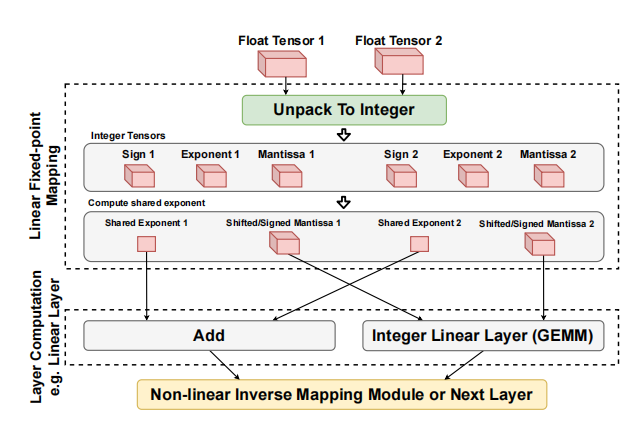 Float Tensor 1
Float Tensor 2
Linear Fixed-point
Mapping
Unpack To Integer
Integer Tensors
Sign 1
Exponent 1
Mantissa 1
Sign 2
Exponent 2
Mantissa 2
Compute shared exponent
Shared Exponent 1
Shifted/Signed Mantissa 1
Shared Exponent 2
Shifted/Signed Mantissa 2
Layer Computation
e.g. Linear Layer
Add
Integer Linear Layer (GEMM)
Non-linear Inverse Mapping Module or Next Layer